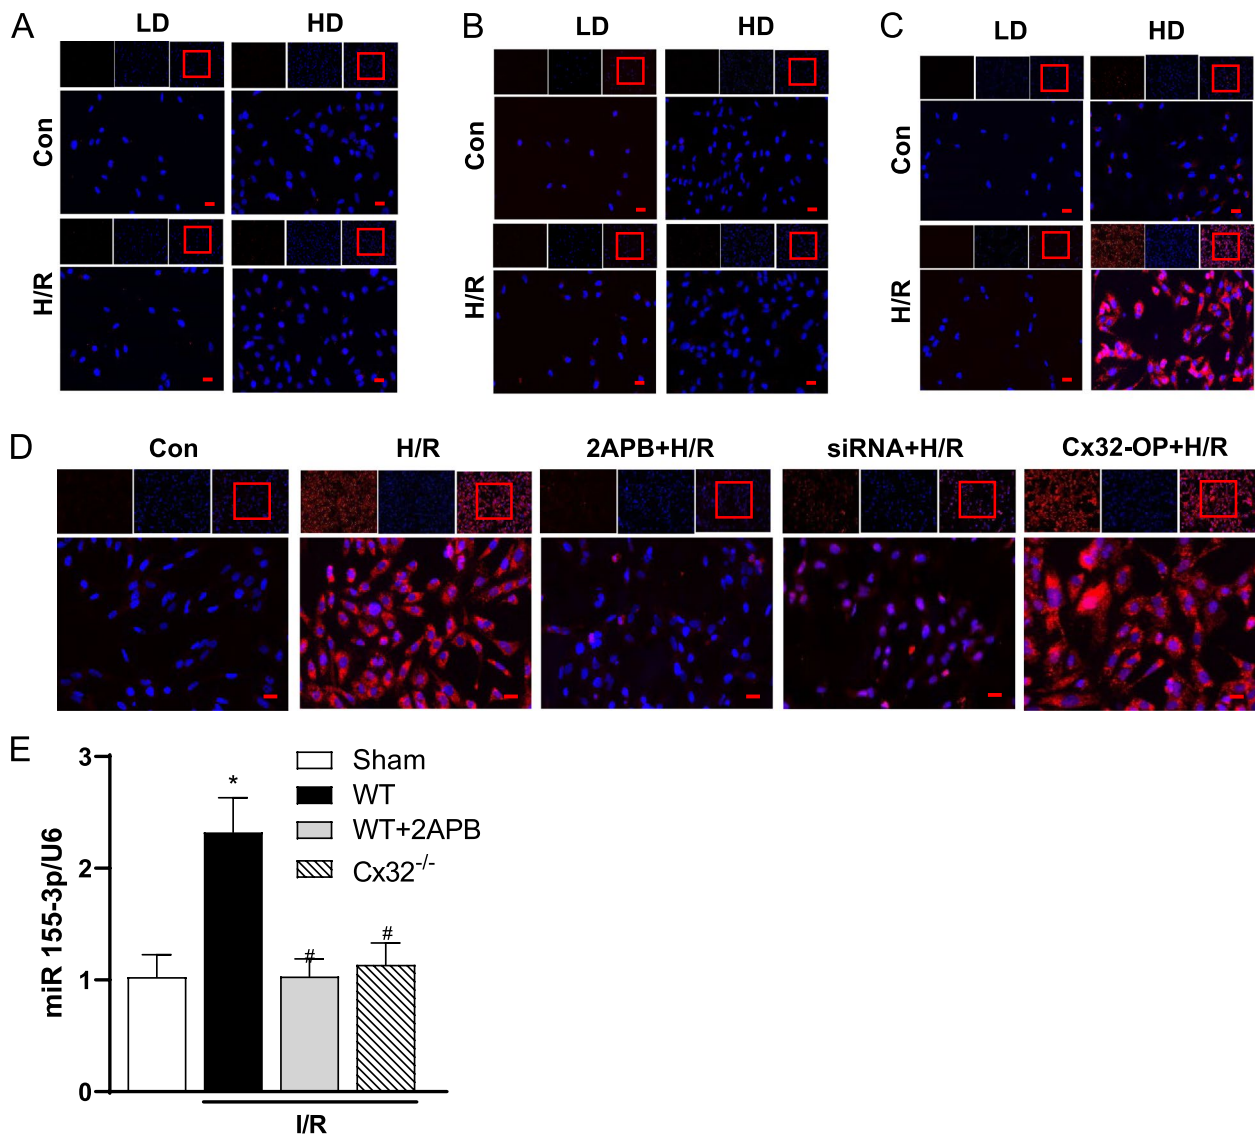 A
LD
HD
Con
H/R
B
LD
HD
Con
H/R
C
LD
HD
Con
H/R
D
Con
H/R
2APB+H/R
siRNA+H/R
Cx32-OP+H/R
E
miR 155-3p/U6
3
2
1
0
*
#
#
Sham
WT
WT+2APB
Cx32-/-
I/R